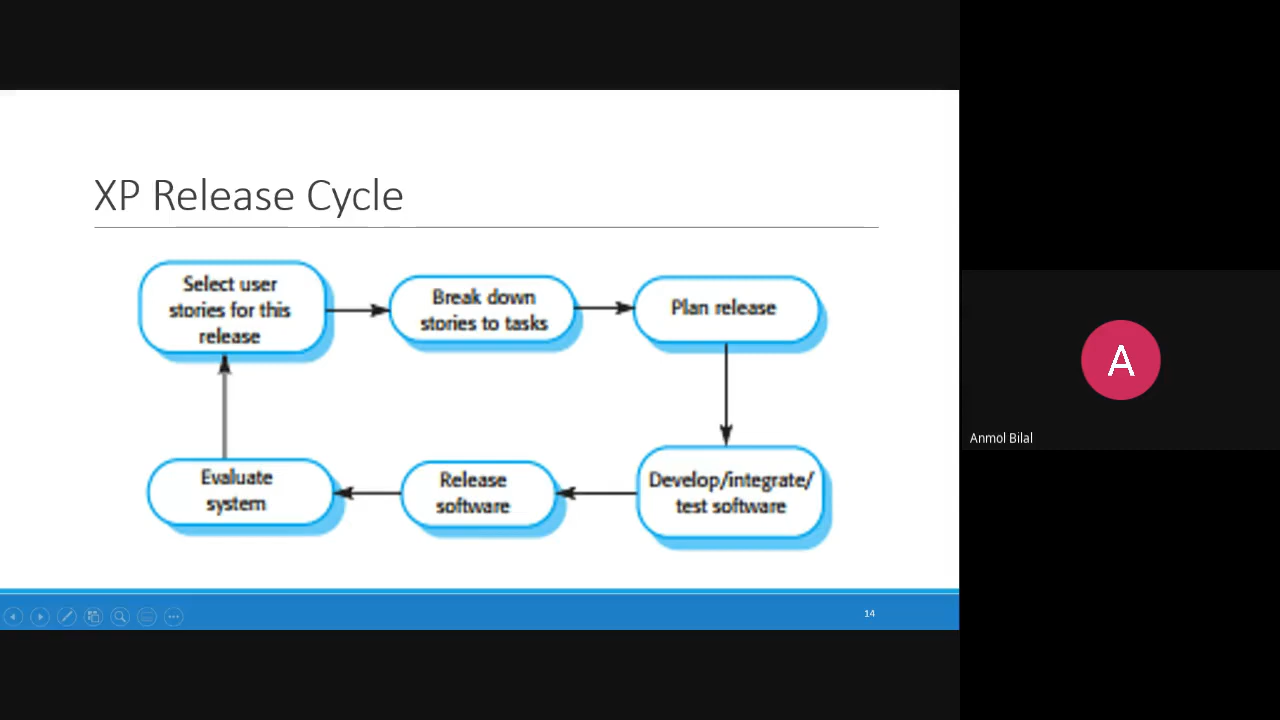 XP Release Cycle
Select user
stories for this
release
Break down
stories to tasks
Plan release
Evaluate
system
Release
software
Develop/integrate/
test software
14
A
Anmol Bilal